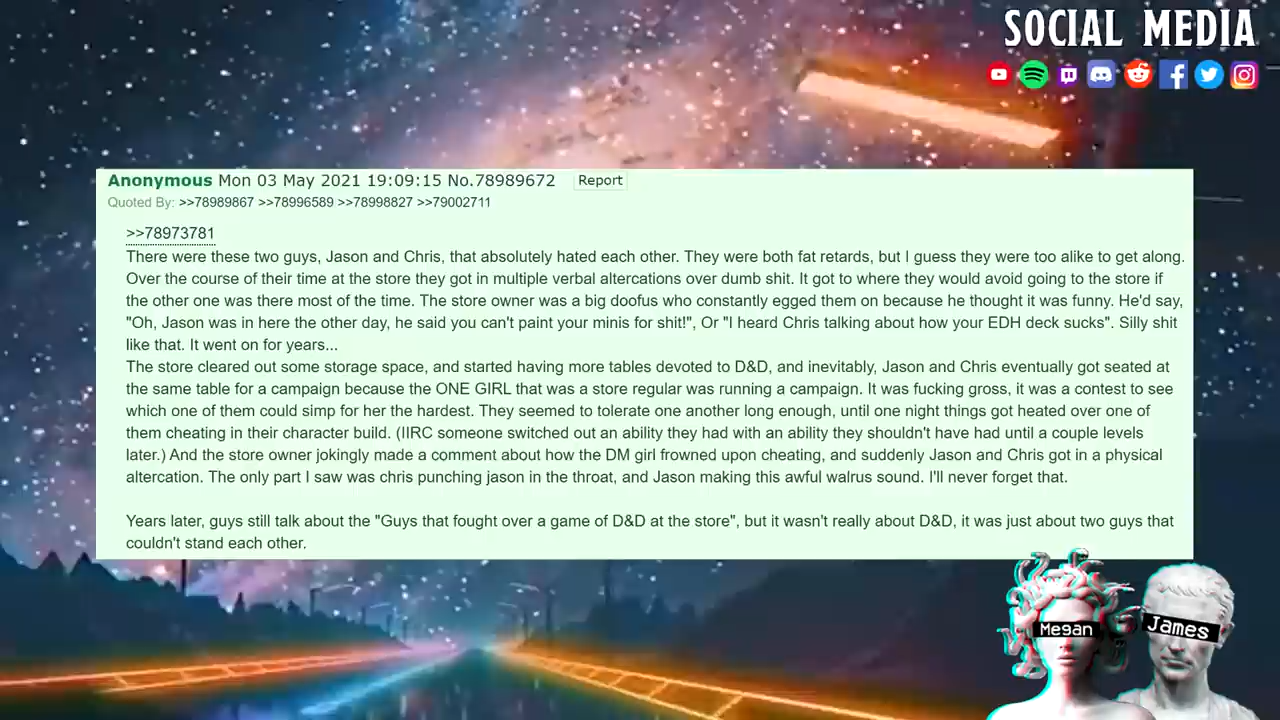 SOCIAL MEDIA
Anonymous Mon 03 May 2021 19:09:15 No.78989672 Report
Quoted By: >>78989867 >>78996589 >>78998827 >>79002711
>>78973781
There were these two guys, Jason and Chris, that absolutely hated each other. They were both fat retards, but I guess they were too alike to get along.
Over the course of their time at the store they got in multiple verbal altercations over dumb shit. It got to where they would avoid going to the store if
the other one was there most of the time. The store owner was a big doofus who constantly egged them on because he thought it was funny. He'd say,
"Oh, Jason was in here the other day, he said you can't paint your minis for shit!", Or "I heard Chris talking about how your EDH deck sucks". Silly shit
like that. It went on for years...
The store cleared out some storage space, and started having more tables devoted to D&D, and inevitably, Jason and Chris eventually got seated at
the same table for a campaign because the ONE GIRL that was a store regular was running a campaign. It was fucking gross, it was a contest to see
which one of them could simp for her the hardest. They seemed to tolerate one another long enough, until one night things got heated over one of
them cheating in their character build. (IIRC someone switched out an ability they had with an ability they shouldn't have had until a couple levels
later.) And the store owner jokingly made a comment about how the DM girl frowned upon cheating, and suddenly Jason and Chris got in a physical
altercation. The only part I saw was chris punching jason in the throat, and Jason making this awful walrus sound. I'll never forget that.
Years later, guys still talk about the "Guys that fought over a game of D&D at the store", but it wasn't really about D&D, it was just about two guys that
couldn't stand each other.
Megan
James